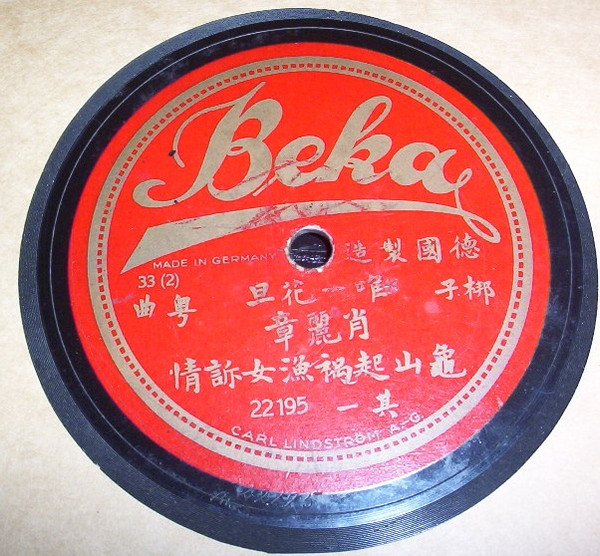 Beka
MADE IN GERMANY 德國製造
33 (2)
梆子 唯一花旦 粵曲
肖麗章
龜山起禍漁女訴情
其一 22195
CARL LINDSTRÖM A.-G.